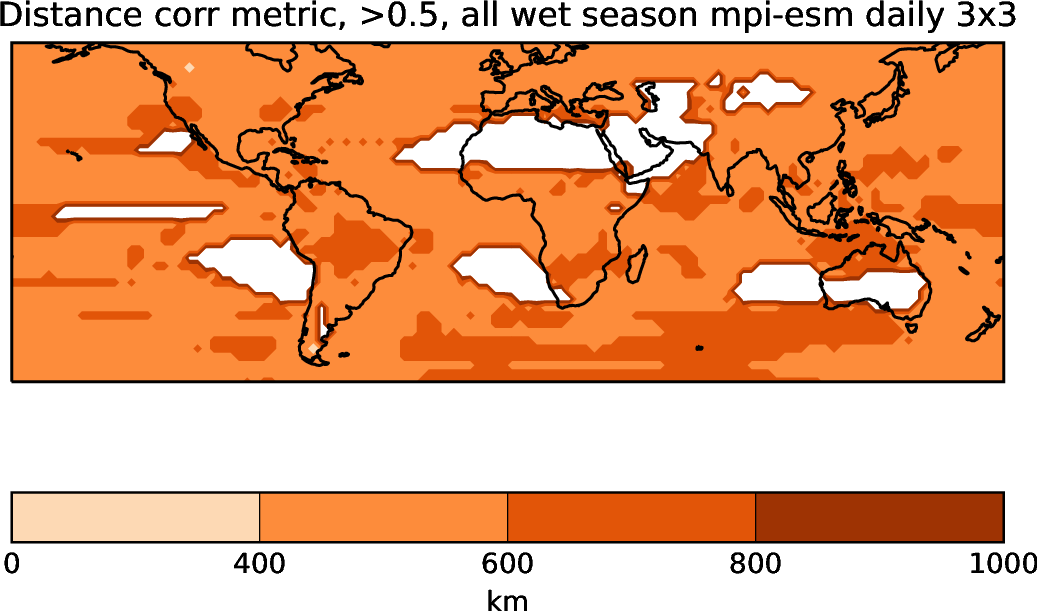 Distance corr metric, >0.5, all wet season mpi-esm daily 3x3
0 400 600 800 1000
km